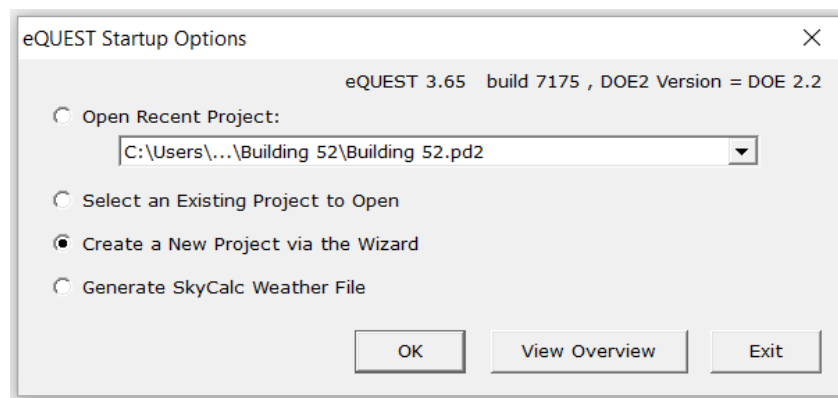 eQUEST Startup Options
eQUEST 3.65 build 7175 , DOE2 Version = DOE 2.2
Open Recent Project:
C:\Users\...\Building 52\Building 52.pd2
Select an Existing Project to Open
Create a New Project via the Wizard
Generate SkyCalc Weather File
OK View Overview Exit